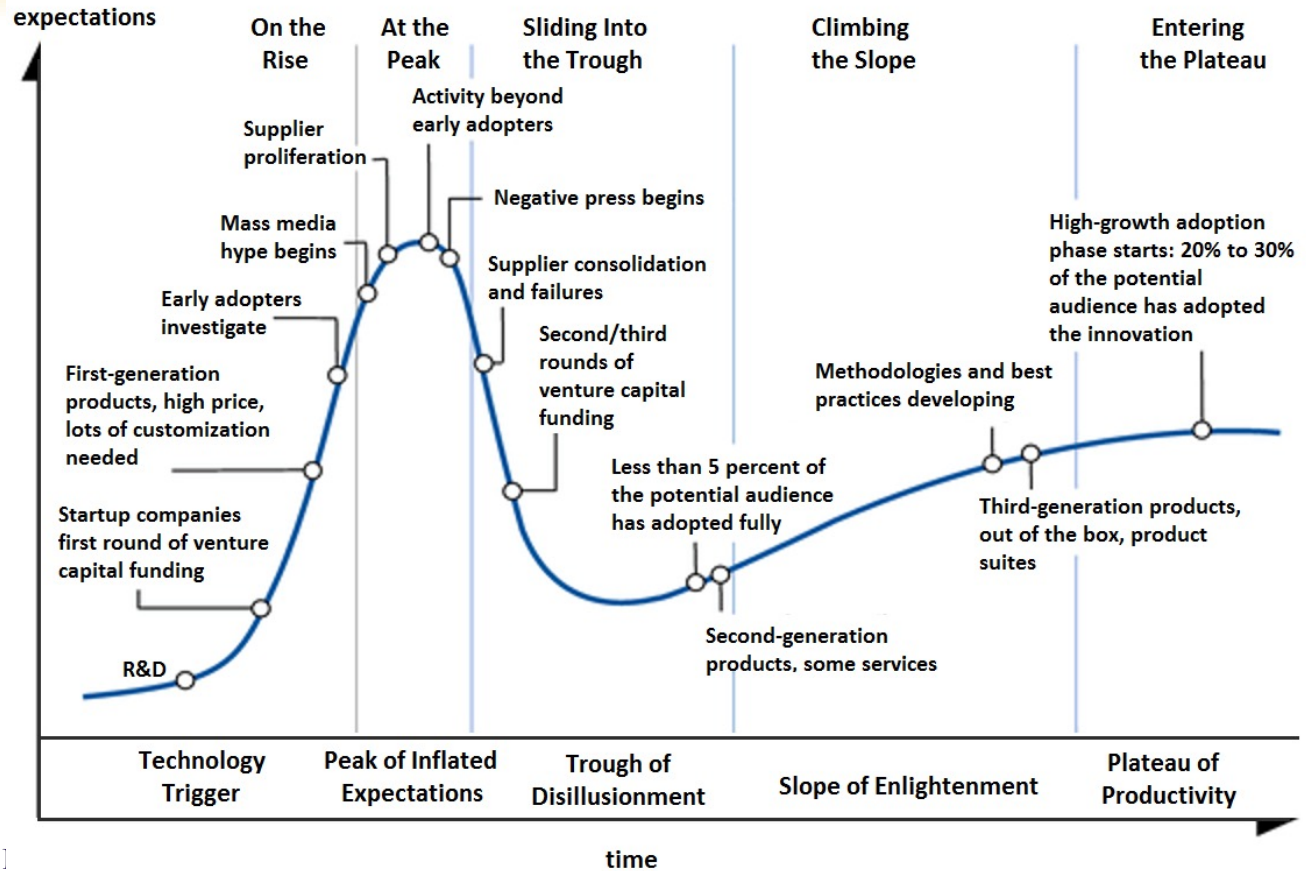 expectations
On the
Rise
At the
Peak
Sliding Into
the Trough
Climbing
the Slope
Entering
the Plateau
Activity beyond
early adopters
Supplier
proliferation
Negative press begins
Mass media
hype begins
Supplier consolidation
and failures
Early adopters
investigate
Second/third
rounds of
venture capital
funding
First-generation
products, high price,
lots of customization
needed
Startup companies
first round of venture
capital funding
R&D
Less than 5 percent of
the potential audience
has adopted fully
Second-generation
products, some services
Methodologies and best
practices developing
Third-generation products,
out of the box, product
suites
High-growth adoption
phase starts: 20% to 30%
of the potential
audience has adopted
the innovation
Technology
Trigger
Peak of Inflated
Expectations
Trough of
Disillusionment
Slope of Enlightenment
Plateau of
Productivity
time